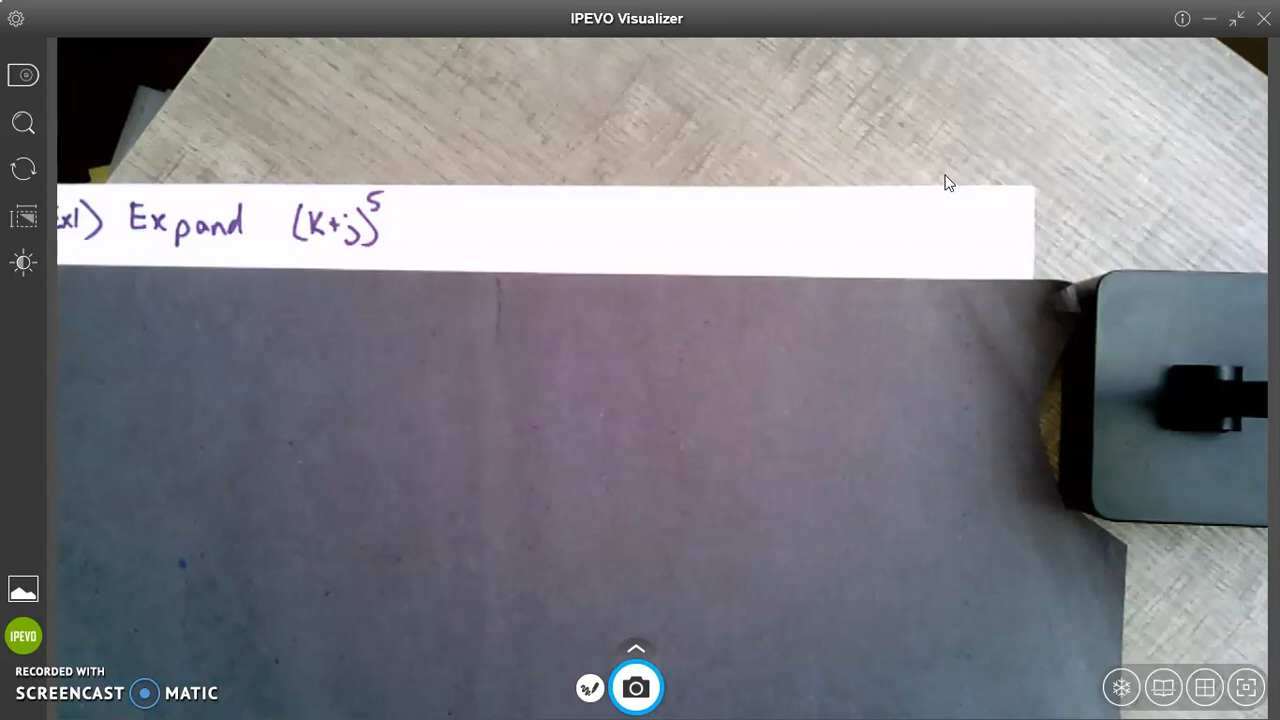 IPEVO Visualizer
Ex1) Expand (k+j)^5
IPEVO
RECORDED WITH
SCREENCAST MATIC